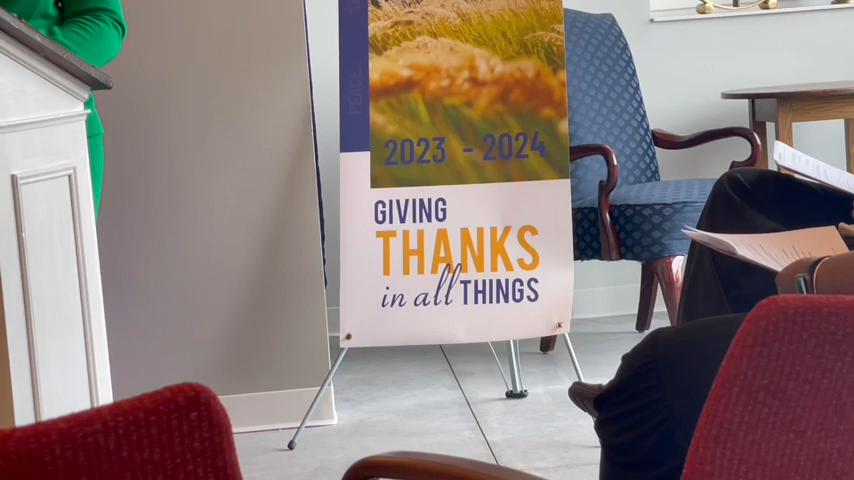 PEACE
2023 - 2024
GIVING
THANKS
in all THINGS